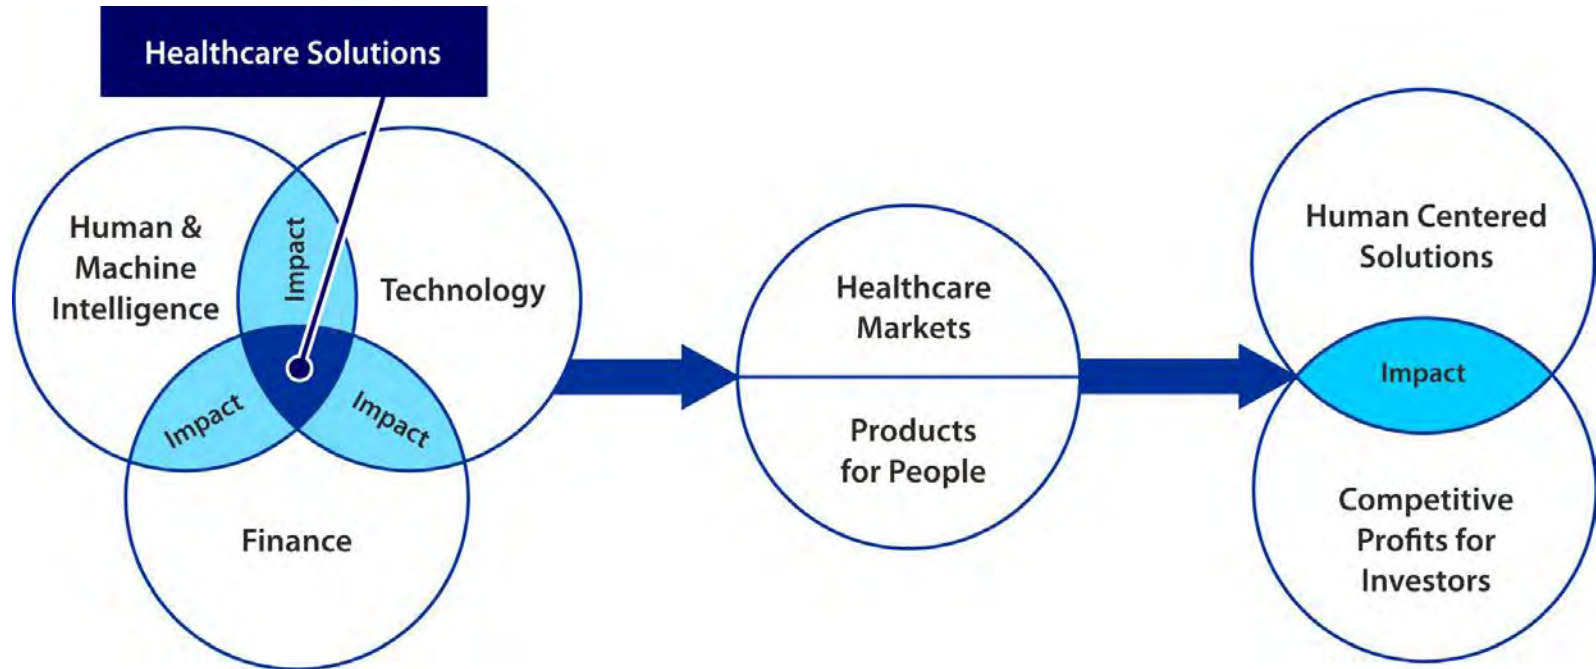 Healthcare Solutions
Human &
Machine
Intelligence
Impact
Technology
Impact
Impact
Finance
Healthcare
Markets
Products
for People
Human Centered
Solutions
Impact
Competitive
Profits for
Investors